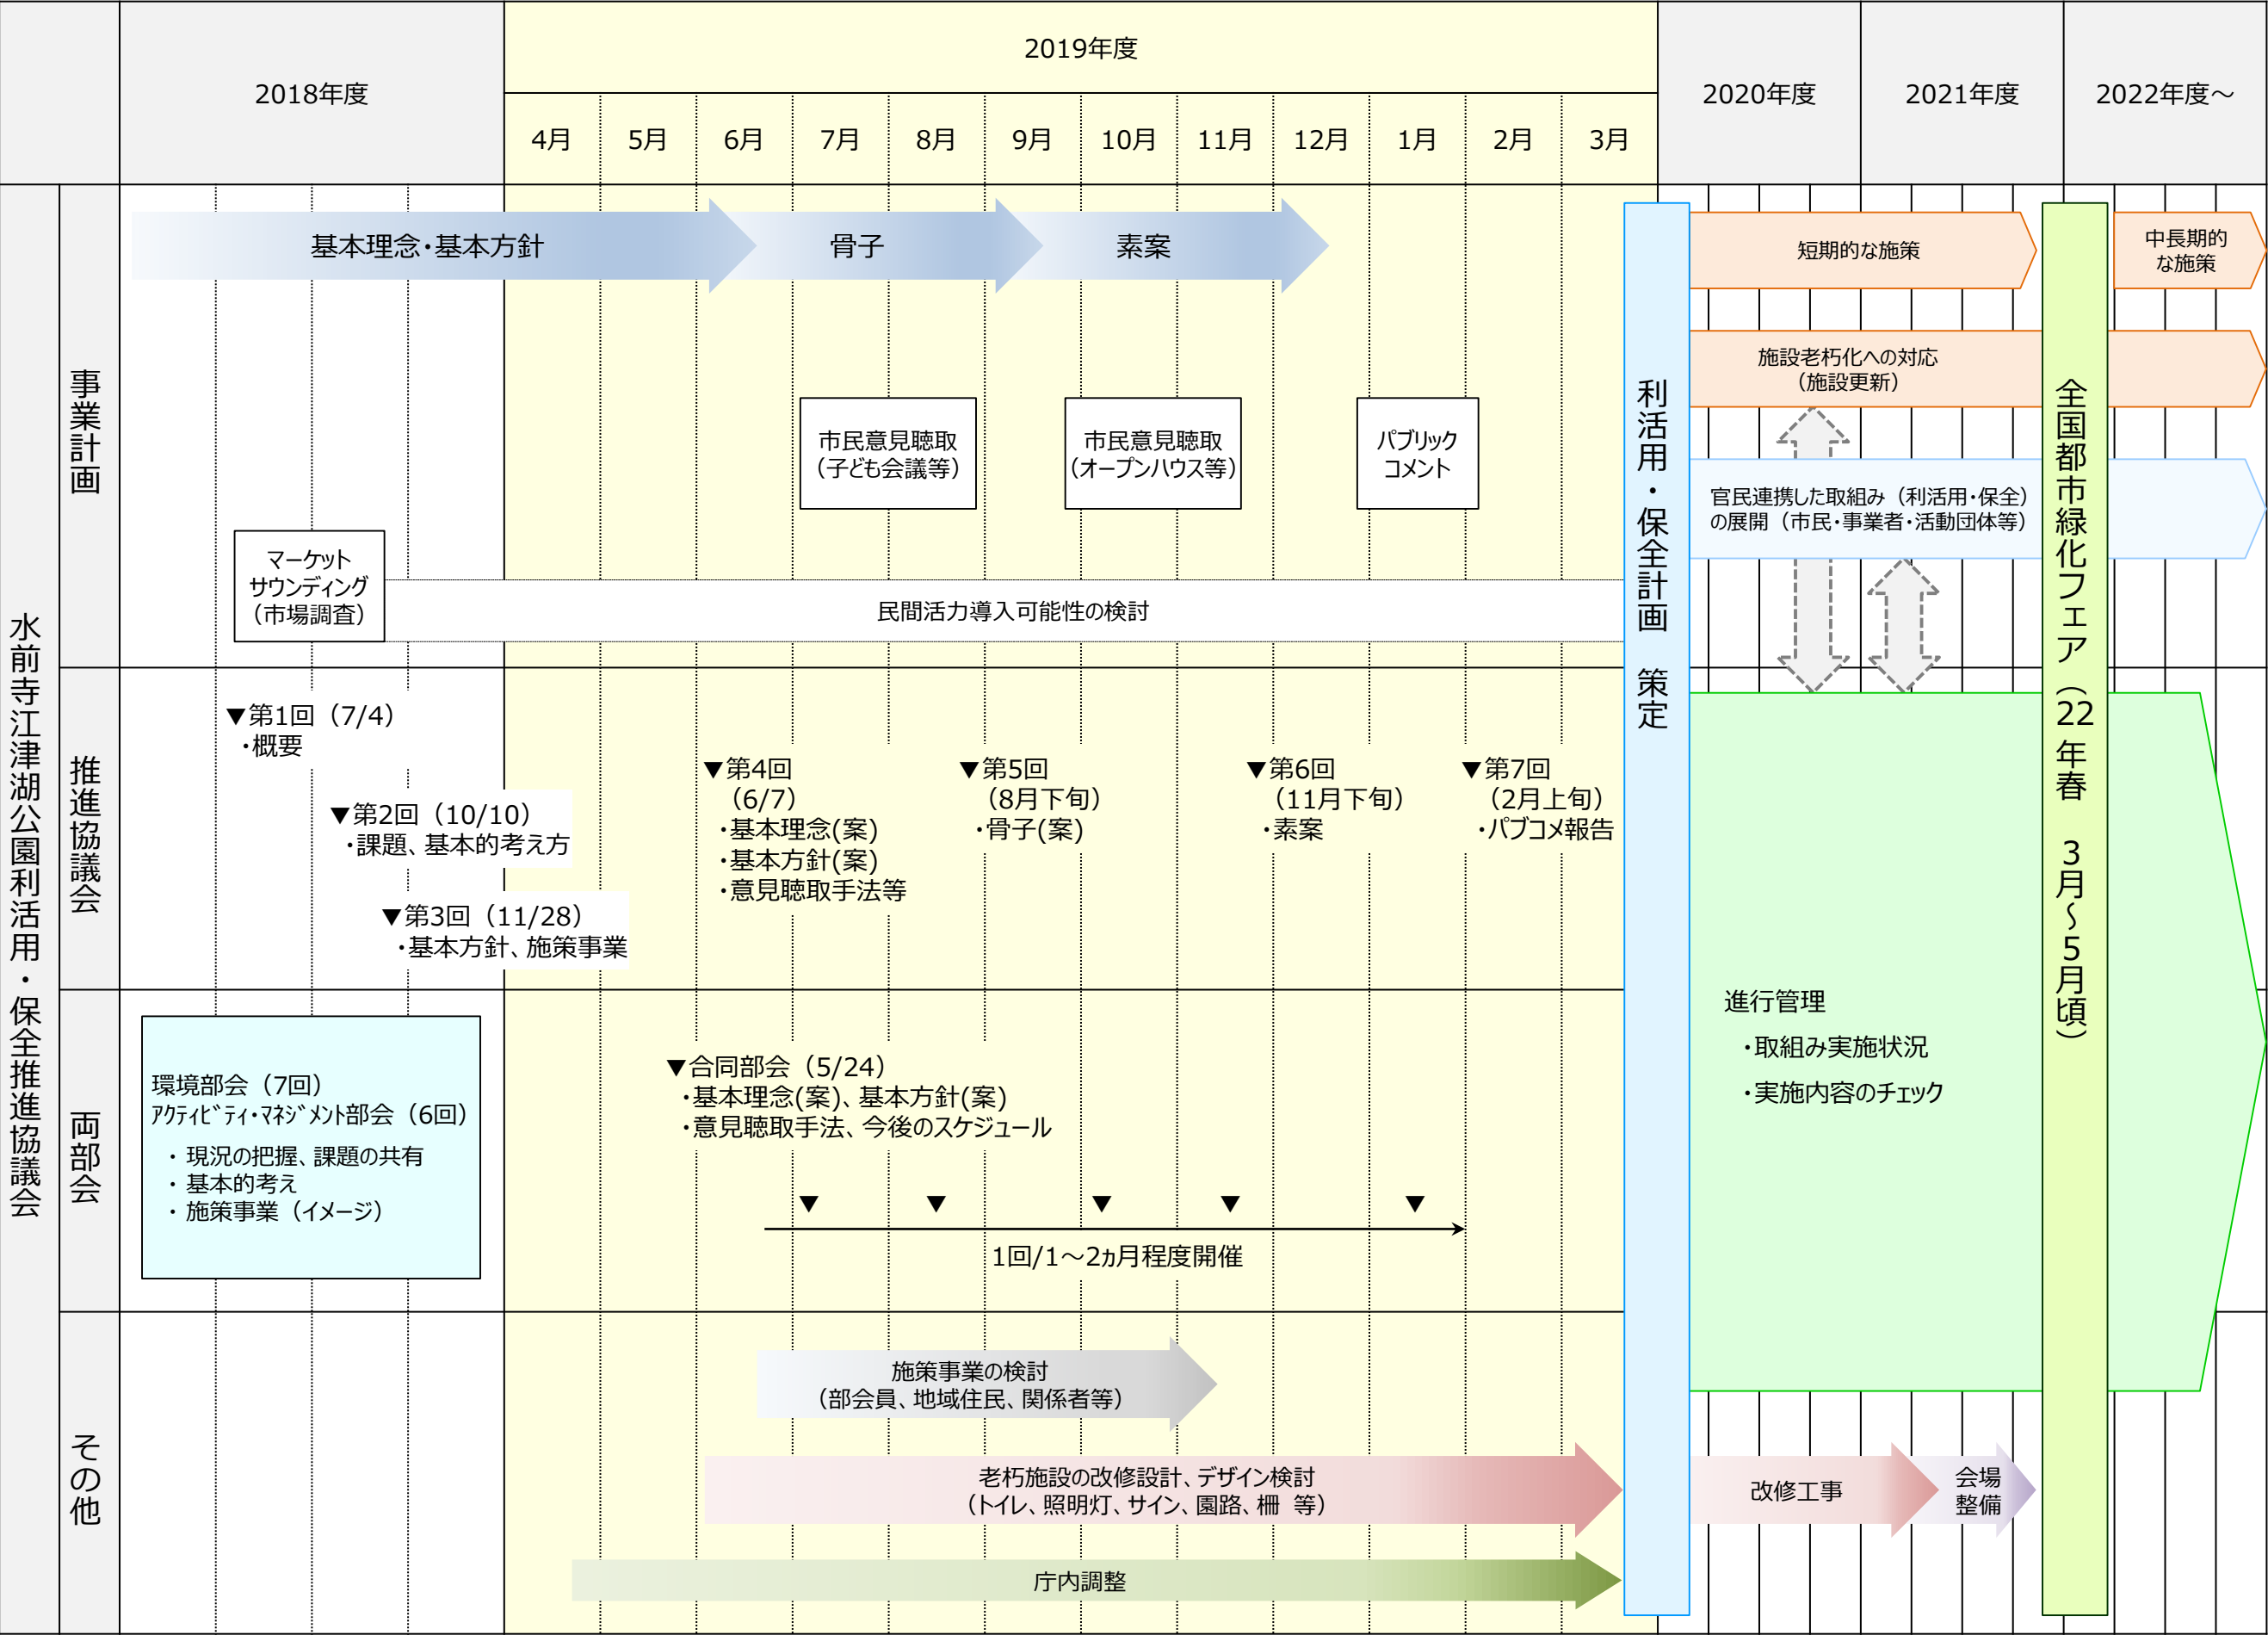 2018年度
2019年度
2020年度
2021年度
2022年度～
4月
5月
6月
7月
8月
9月
10月
11月
12月
1月
2月
3月
水前寺江津湖公園利活用・保全推進協議会
事業計画
基本理念・基本方針
骨子
素案
市民意見聴取
（子ども会議等）
市民意見聴取
（オープンハウス等）
パブリック
コメント
マーケット
サウンディング
（市場調査）
民間活力導入可能性の検討
利活用・保全計画　策定
短期的な施策
中長期的
な施策
施設老朽化への対応
（施設更新）
官民連携した取組み（利活用・保全）
の展開（市民・事業者・活動団体等）
全国都市緑化フェア（22年春　3月～5月頃）
推進協議会
▼第1回（7/4）
・概要
▼第2回（10/10）
・課題、基本的考え方
▼第3回（11/28）
・基本方針、施策事業
▼第4回
（6/7）
・基本理念(案)
・基本方針(案)
・意見聴取手法等
▼第5回
（8月下旬）
・骨子(案)
▼第6回
（11月下旬）
・素案
▼第7回
（2月上旬）
・パブコメ報告
進行管理
・取組み実施状況
・実施内容のチェック
両部会
環境部会（7回）
ｱｸﾃｨﾋﾞﾃｨ・ﾏﾈｼﾞﾒﾝﾄ部会（6回）
・ 現況の把握、課題の共有
・ 基本的考え
・ 施策事業（イメージ）
▼合同部会（5/24）
・基本理念(案)、基本方針(案)
・意見聴取手法、今後のスケジュール
▼ ▼ ▼ ▼ ▼
1回/1～2ヵ月程度開催
その他
施策事業の検討
（部会員、地域住民、関係者等）
老朽施設の改修設計、デザイン検討
（トイレ、照明灯、サイン、園路、柵 等）
改修工事
会場
整備
庁内調整